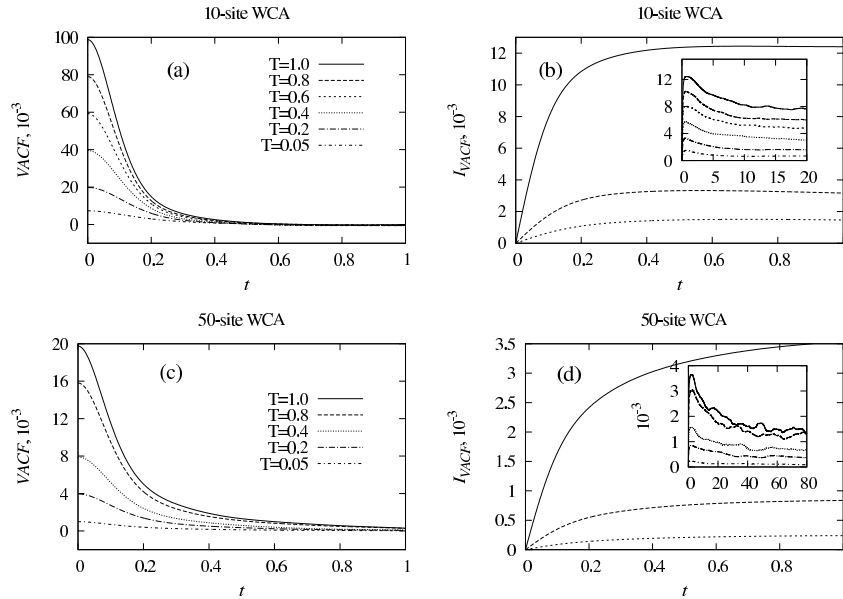 10-site WCA
(a)
T=1.0
T=0.8
T=0.6
T=0.4
T=0.2
T=0.05
VACF, 10^-3
100
80
60
40
20
0
0 0.2 0.4 0.6 0.8 1
t
10-site WCA
(b)
I_VACF, 10^-3
12
10
8
6
4
2
0
0 0.2 0.4 0.6 0.8
t
12
8
4
0
0 5 10 15 20
50-site WCA
(c)
T=1.0
T=0.8
T=0.4
T=0.2
T=0.05
VACF, 10^-3
20
16
12
8
4
0
0 0.2 0.4 0.6 0.8 1
t
50-site WCA
(d)
I_VACF, 10^-3
3.5
3
2.5
2
1.5
1
0.5
0
0 0.2 0.4 0.6 0.8
t
10^-3
4
3
2
1
0
0 20 40 60 80